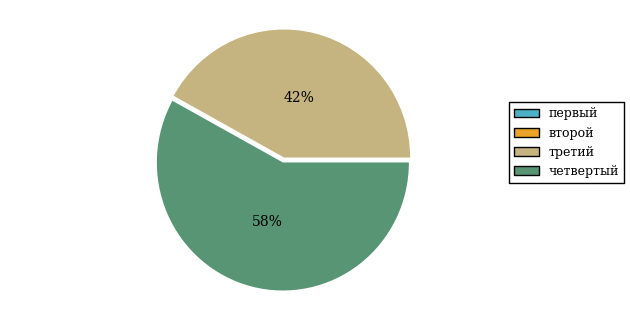 42%
58%
первый
второй
третий
четвертый